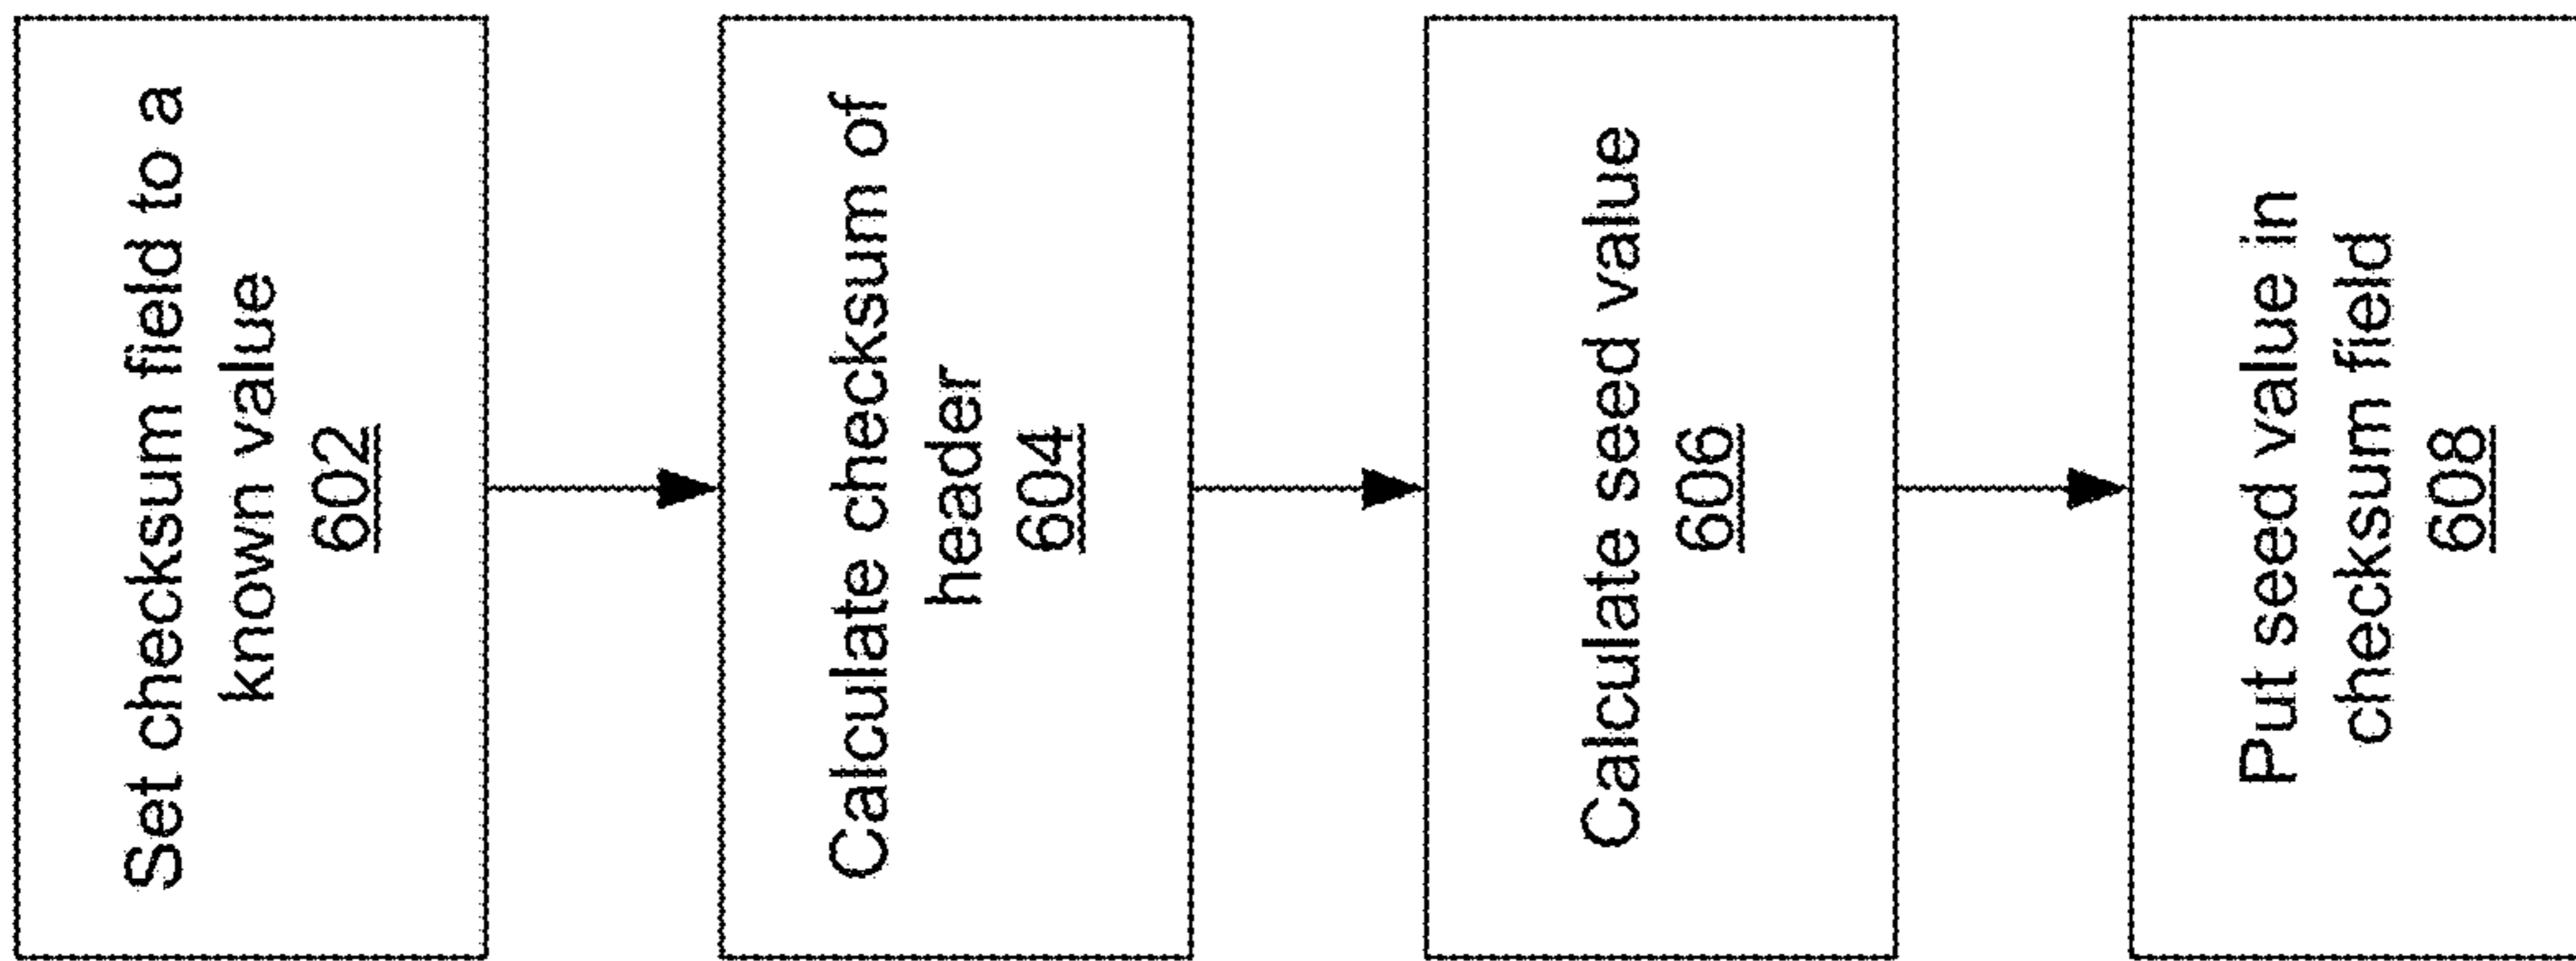 Set checksum field to a
known value
602
Calculate checksum of
header
604
Calculate seed value
606
Put seed value in
checksum field
608